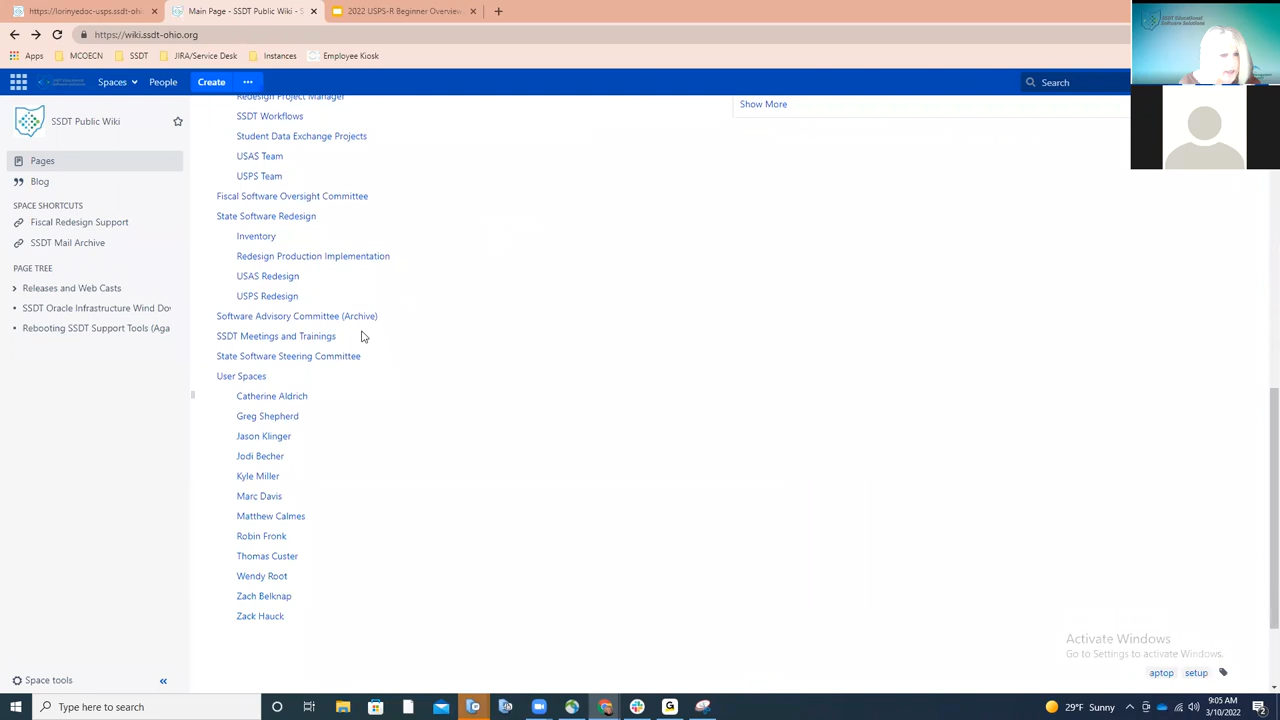 https://lorinyedimo.ssdt-oh
SSDT Public Wiki - S
2022 USPS-R Beginner Overview
https://wiki.ssdt-ohio.org
Apps
MCOECN
SSDT
JIRA/Service Desk
Instances
Employee Kiosk
SSDT Educational
Software Solutions
Spaces
People
Create
Search
Redesign Project Manager
Show More
SSDT Public Wiki
SSDT Workflows
Student Data Exchange Projects
Pages
USAS Team
Blog
USPS Team
SPACE SHORTCUTS
Fiscal Software Oversight Committee
Fiscal Redesign Support
State Software Redesign
SSDT Mail Archive
Inventory
Redesign Production Implementation
PAGE TREE
USAS Redesign
Releases and Web Casts
USPS Redesign
SSDT Oracle Infrastructure Wind Do
Software Advisory Committee (Archive)
Rebooting SSDT Support Tools (Aga
SSDT Meetings and Trainings
State Software Steering Committee
User Spaces
Catherine Aldrich
Greg Shepherd
Jason Klinger
Jodi Becher
Kyle Miller
Marc Davis
Matthew Calmes
Robin Fronk
Thomas Custer
Wendy Root
Zach Belknap
Zack Hauck
Activate Windows
Go to Settings to activate Windows.
aptop
setup
Space tools
Type here to search
29°F Sunny
9:05 AM
3/10/2022